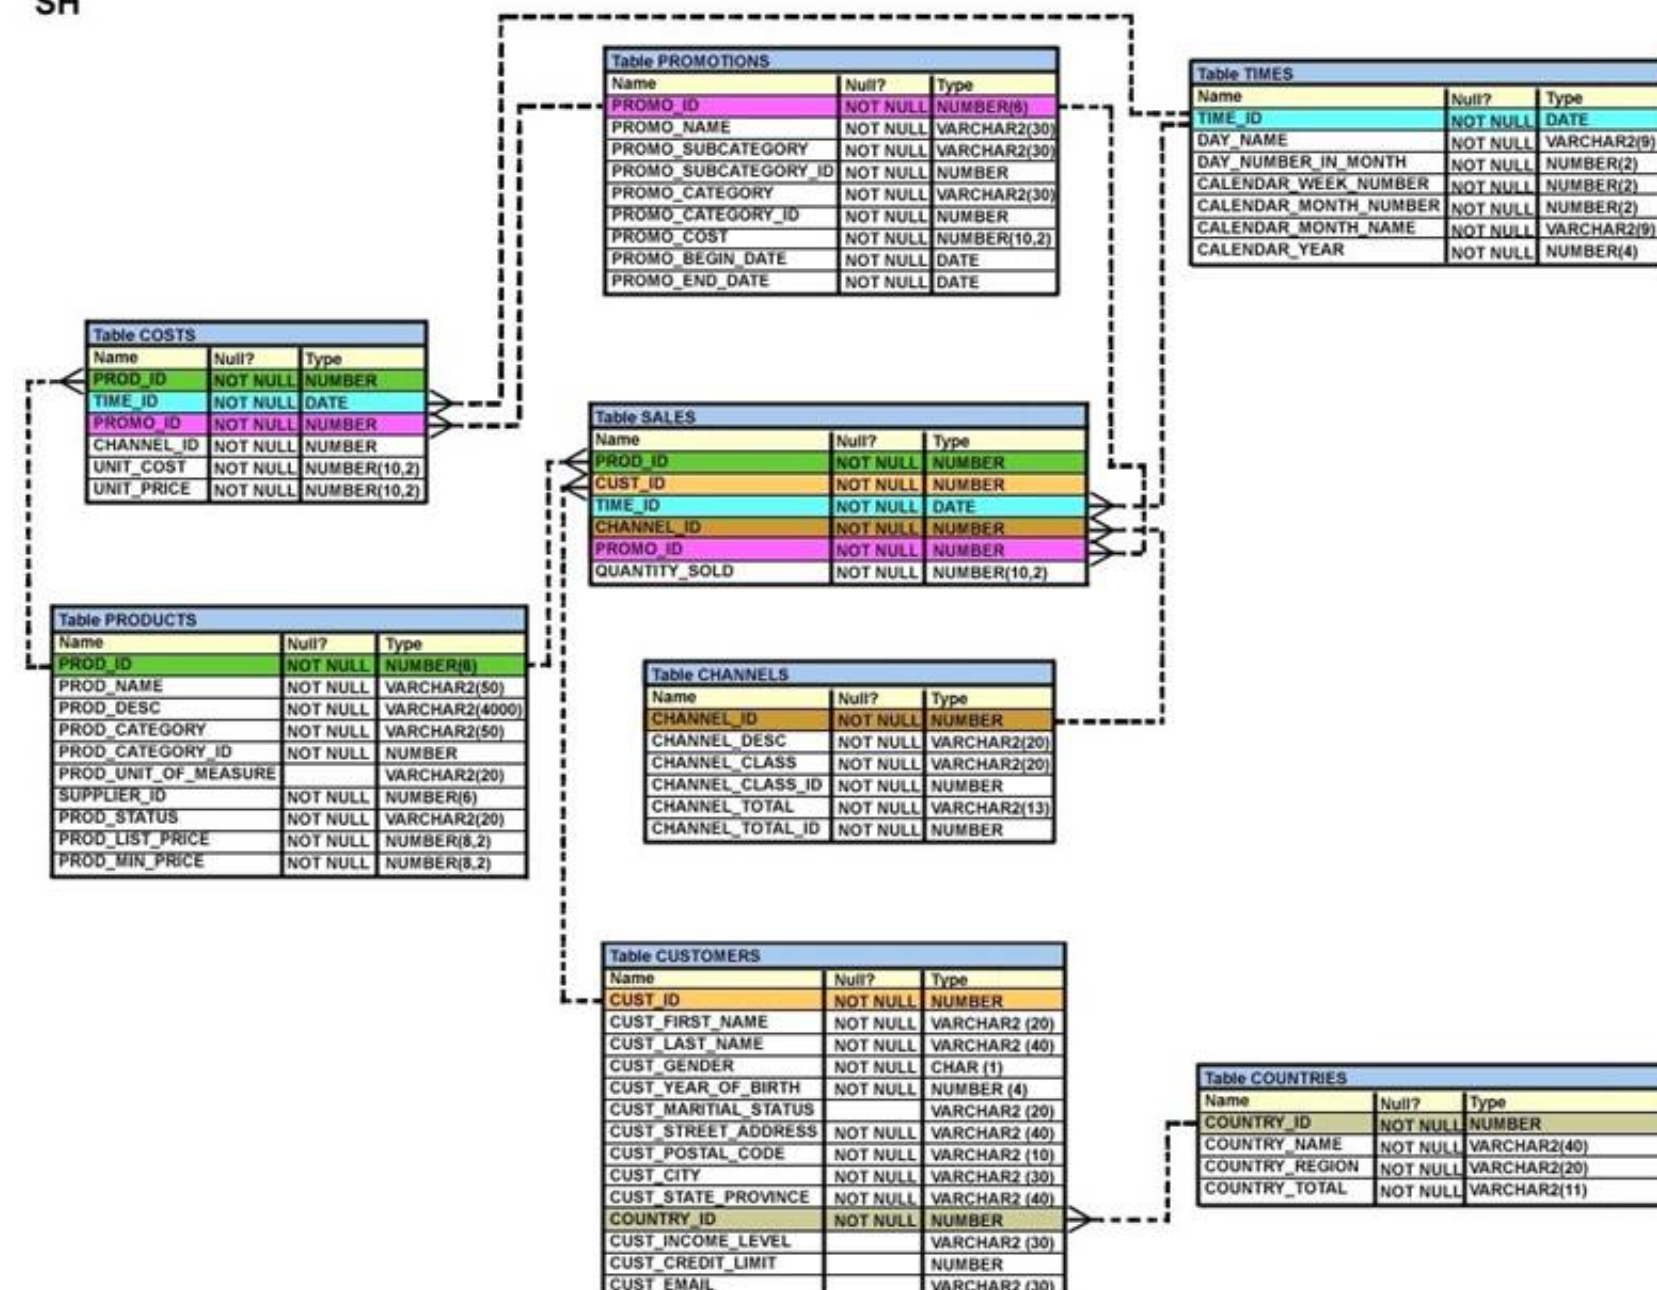 SH
Table PROMOTIONS
Name Null? Type
PROMO_ID NOT NULL NUMBER(6)
PROMO_NAME NOT NULL VARCHAR2(30)
PROMO_SUBCATEGORY NOT NULL VARCHAR2(30)
PROMO_SUBCATEGORY_ID NOT NULL NUMBER
PROMO_CATEGORY NOT NULL VARCHAR2(30)
PROMO_CATEGORY_ID NOT NULL NUMBER
PROMO_COST NOT NULL NUMBER(10,2)
PROMO_BEGIN_DATE NOT NULL DATE
PROMO_END_DATE NOT NULL DATE
Table TIMES
Name Null? Type
TIME_ID NOT NULL DATE
DAY_NAME NOT NULL VARCHAR2(9)
DAY_NUMBER_IN_MONTH NOT NULL NUMBER(2)
CALENDAR_WEEK_NUMBER NOT NULL NUMBER(2)
CALENDAR_MONTH_NUMBER NOT NULL NUMBER(2)
CALENDAR_MONTH_NAME NOT NULL VARCHAR2(9)
CALENDAR_YEAR NOT NULL NUMBER(4)
Table COSTS
Name Null? Type
PROD_ID NOT NULL NUMBER
TIME_ID NOT NULL DATE
PROMO_ID NOT NULL NUMBER
CHANNEL_ID NOT NULL NUMBER
UNIT_COST NOT NULL NUMBER(10,2)
UNIT_PRICE NOT NULL NUMBER(10,2)
Table SALES
Name Null? Type
PROD_ID NOT NULL NUMBER
CUST_ID NOT NULL NUMBER
TIME_ID NOT NULL DATE
CHANNEL_ID NOT NULL NUMBER
PROMO_ID NOT NULL NUMBER
QUANTITY_SOLD NOT NULL NUMBER(10,2)
Table PRODUCTS
Name Null? Type
PROD_ID NOT NULL NUMBER(6)
PROD_NAME NOT NULL VARCHAR2(50)
PROD_DESC NOT NULL VARCHAR2(4000)
PROD_CATEGORY NOT NULL VARCHAR2(50)
PROD_CATEGORY_ID NOT NULL NUMBER
PROD_UNIT_OF_MEASURE VARCHAR2(20)
SUPPLIER_ID NOT NULL NUMBER(6)
PROD_STATUS NOT NULL VARCHAR2(20)
PROD_LIST_PRICE NOT NULL NUMBER(8,2)
PROD_MIN_PRICE NOT NULL NUMBER(8,2)
Table CHANNELS
Name Null? Type
CHANNEL_ID NOT NULL NUMBER
CHANNEL_DESC NOT NULL VARCHAR2(20)
CHANNEL_CLASS NOT NULL VARCHAR2(20)
CHANNEL_CLASS_ID NOT NULL NUMBER
CHANNEL_TOTAL NOT NULL VARCHAR2(13)
CHANNEL_TOTAL_ID NOT NULL NUMBER
Table CUSTOMERS
Name Null? Type
CUST_ID NOT NULL NUMBER
CUST_FIRST_NAME NOT NULL VARCHAR2 (20)
CUST_LAST_NAME NOT NULL VARCHAR2 (40)
CUST_GENDER NOT NULL CHAR (1)
CUST_YEAR_OF_BIRTH NOT NULL NUMBER (4)
CUST_MARITIAL_STATUS VARCHAR2 (20)
CUST_STREET_ADDRESS NOT NULL VARCHAR2 (40)
CUST_POSTAL_CODE NOT NULL VARCHAR2 (10)
CUST_CITY NOT NULL VARCHAR2 (30)
CUST_STATE_PROVINCE NOT NULL VARCHAR2 (40)
COUNTRY_ID NOT NULL NUMBER
CUST_INCOME_LEVEL VARCHAR2 (30)
CUST_CREDIT_LIMIT NUMBER
CUST_EMAIL VARCHAR2 (30)
Table COUNTRIES
Name Null? Type
COUNTRY_ID NOT NULL NUMBER
COUNTRY_NAME NOT NULL VARCHAR2(40)
COUNTRY_REGION NOT NULL VARCHAR2(20)
COUNTRY_TOTAL NOT NULL VARCHAR2(11)